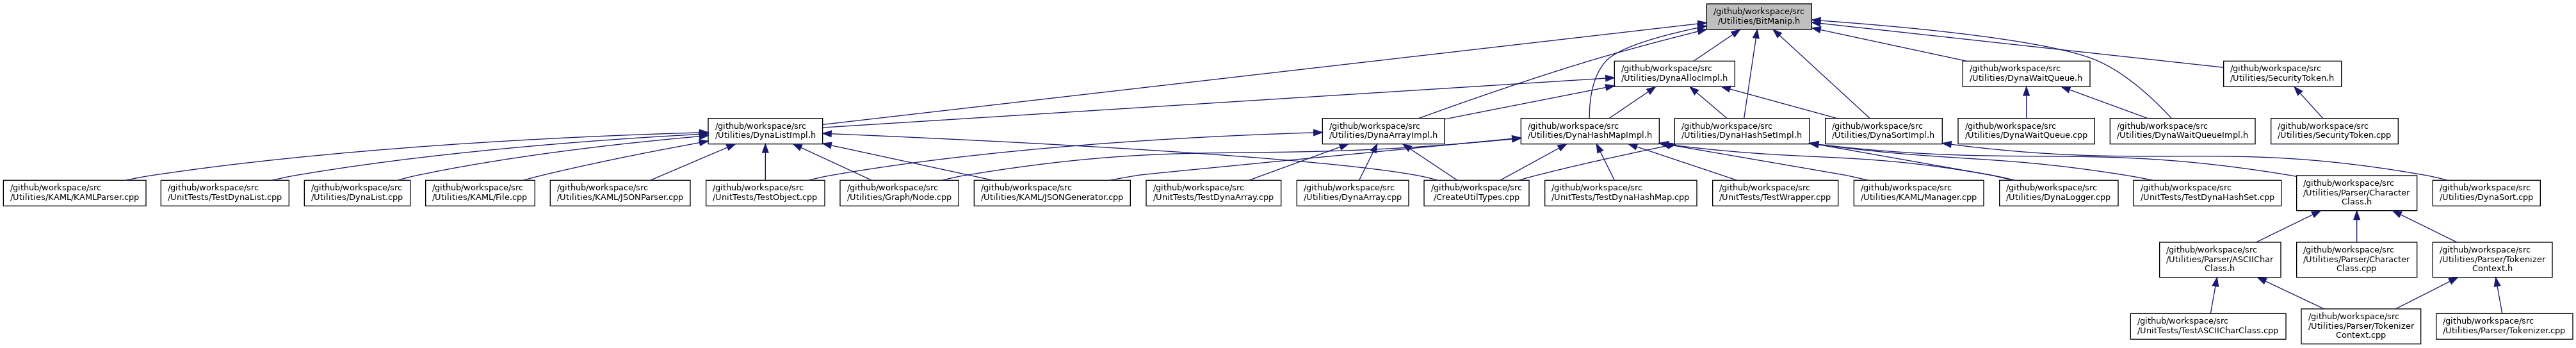 /github/workspace/src
/Utilities/BitManip.h
/github/workspace/src
/Utilities/DynaAllocImpl.h
/github/workspace/src
/Utilities/DynaWaitQueue.h
/github/workspace/src
/Utilities/SecurityToken.h
/github/workspace/src
/Utilities/DynaListImpl.h
/github/workspace/src
/Utilities/DynaArrayImpl.h
/github/workspace/src
/Utilities/DynaHashMapImpl.h
/github/workspace/src
/Utilities/DynaHashSetImpl.h
/github/workspace/src
/Utilities/DynaSortImpl.h
/github/workspace/src
/Utilities/DynaWaitQueue.cpp
/github/workspace/src
/Utilities/DynaWaitQueueImpl.h
/github/workspace/src
/Utilities/SecurityToken.cpp
/github/workspace/src
/Utilities/KAML/KAMLParser.cpp
/github/workspace/src
/UnitTests/TestDynaList.cpp
/github/workspace/src
/Utilities/DynaList.cpp
/github/workspace/src
/Utilities/KAML/File.cpp
/github/workspace/src
/Utilities/KAML/JSONParser.cpp
/github/workspace/src
/UnitTests/TestObject.cpp
/github/workspace/src
/Utilities/Graph/Node.cpp
/github/workspace/src
/Utilities/KAML/JSONGenerator.cpp
/github/workspace/src
/UnitTests/TestDynaArray.cpp
/github/workspace/src
/Utilities/DynaArray.cpp
/github/workspace/src
/CreateUtilTypes.cpp
/github/workspace/src
/UnitTests/TestDynaHashMap.cpp
/github/workspace/src
/UnitTests/TestWrapper.cpp
/github/workspace/src
/Utilities/KAML/Manager.cpp
/github/workspace/src
/Utilities/DynaLogger.cpp
/github/workspace/src
/UnitTests/TestDynaHashSet.cpp
/github/workspace/src
/Utilities/Parser/Character
Class.h
/github/workspace/src
/Utilities/DynaSort.cpp
/github/workspace/src
/Utilities/Parser/ASCIIChar
Class.h
/github/workspace/src
/Utilities/Parser/Character
Class.cpp
/github/workspace/src
/Utilities/Parser/Tokenizer
Context.h
/github/workspace/src
/UnitTests/TestASCIICharClass.cpp
/github/workspace/src
/Utilities/Parser/Tokenizer
Context.cpp
/github/workspace/src
/Utilities/Parser/Tokenizer.cpp